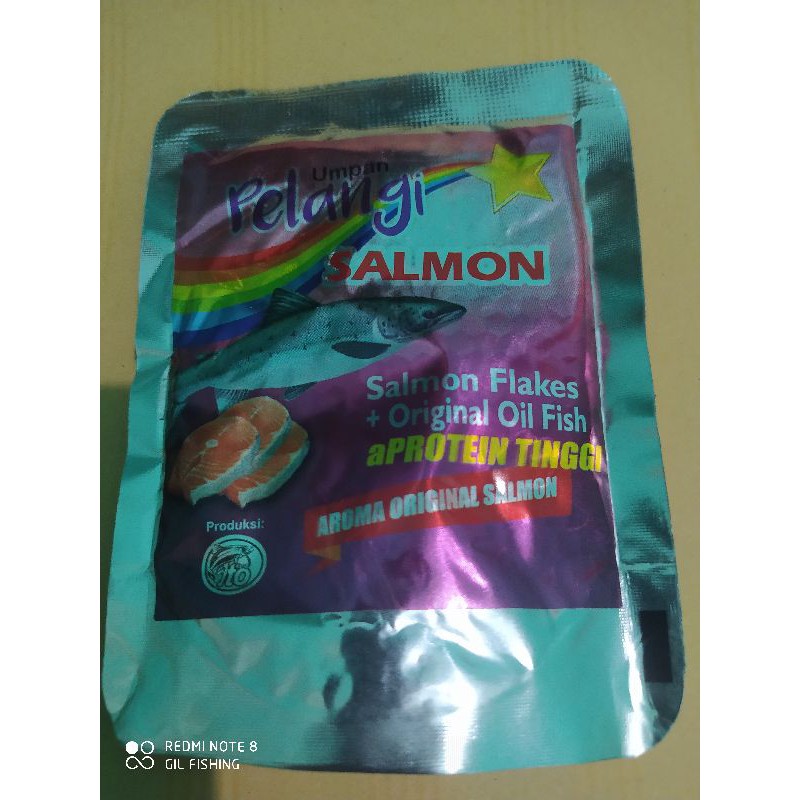 Umpan
Pelangi
SALMON
Salmon Flakes
+ Original Oil Fish
aPROTEIN TINGGI
AROMA ORIGINAL SALMON
Produksi:
REDMI NOTE 8
GIL FISHING